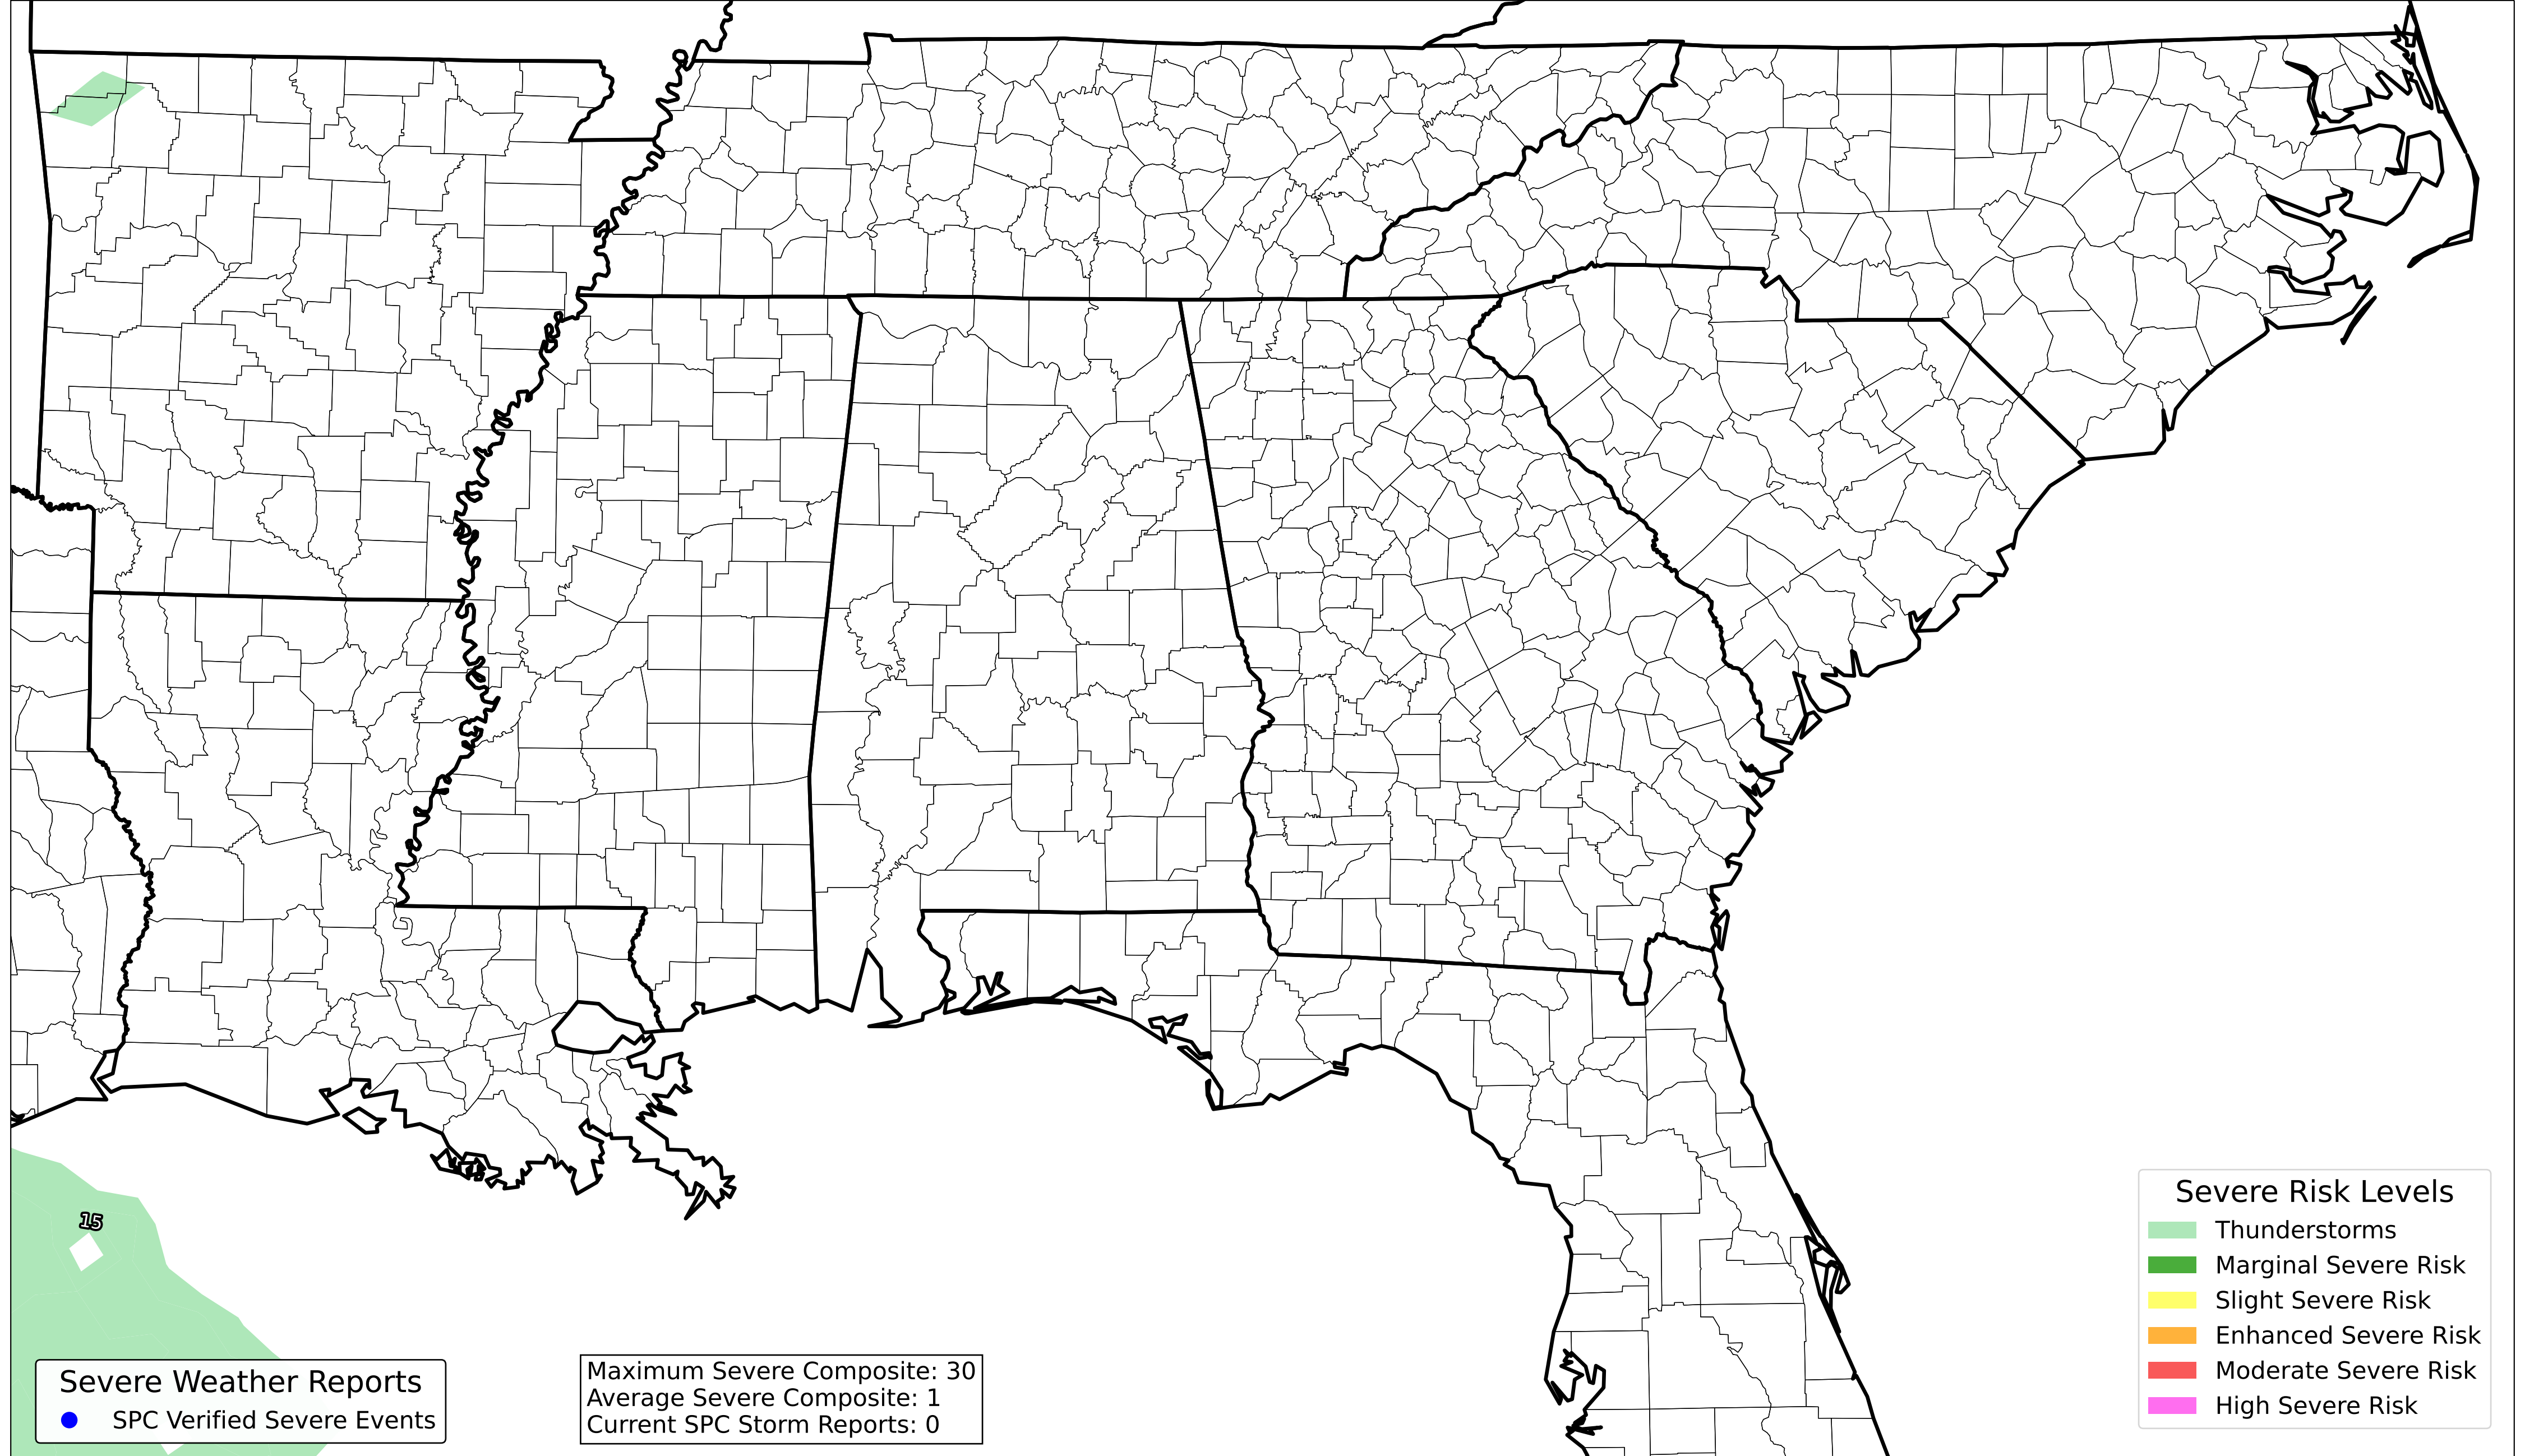 15
Severe Weather Reports
SPC Verified Severe Events
Maximum Severe Composite: 30
Average Severe Composite: 1
Current SPC Storm Reports: 0
Severe Risk Levels
Thunderstorms
Marginal Severe Risk
Slight Severe Risk
Enhanced Severe Risk
Moderate Severe Risk
High Severe Risk